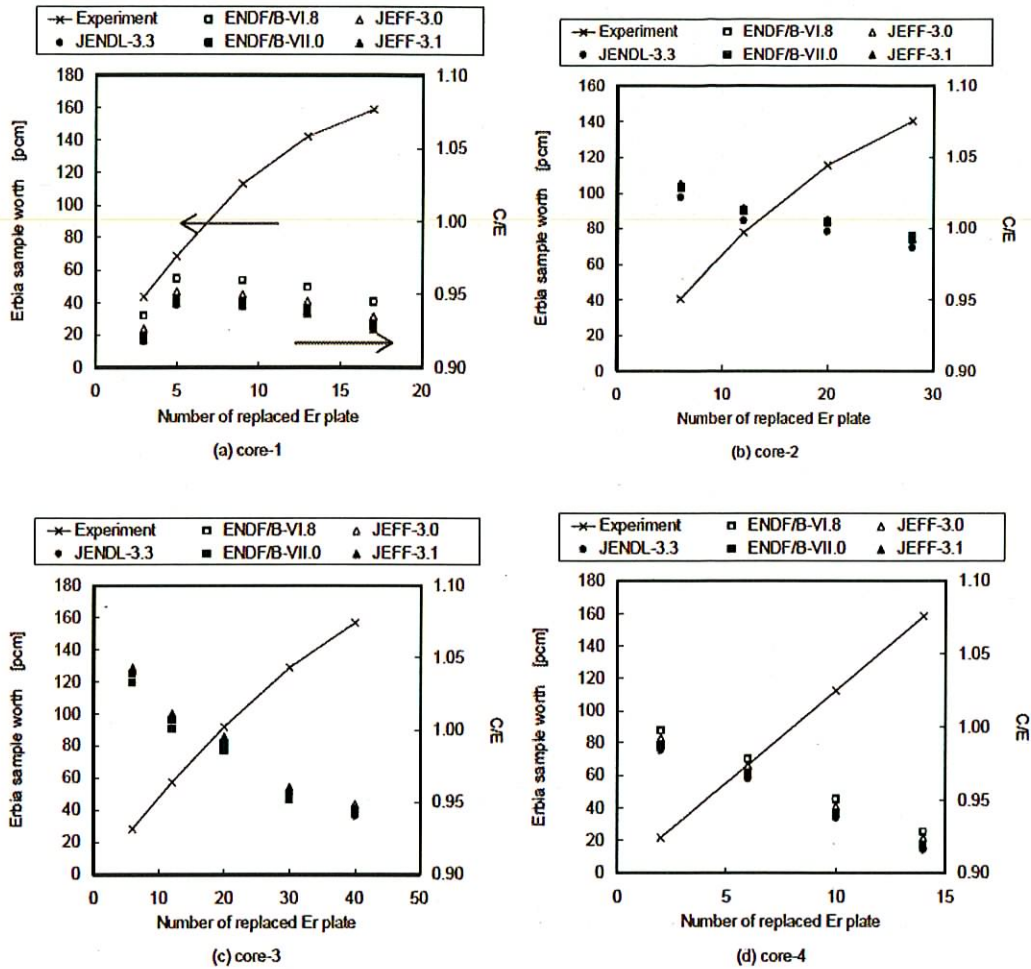 Experiment ENDF/B-VI.8 JEFF-3.0
JENDL-3.3 ENDF/B-VII.0 JEFF-3.1
180 160 140 120 100 80 60 40 20 0
Erbia sample worth [pcm]
1.10 1.05 1.00 0.95 0.90
C/E
0 5 10 15 20
Number of replaced Er plate
(a) core-1
Experiment ENDF/B-VI.8 JEFF-3.0
JENDL-3.3 ENDF/B-VII.0 JEFF-3.1
160 140 120 100 80 60 40 20 0
Erbia sample worth [pcm]
1.10 1.05 1.00 0.95 0.90
C/E
0 10 20 30
Number of replaced Er plate
(b) core-2
Experiment ENDF/B-VI.8 JEFF-3.0
JENDL-3.3 ENDF/B-VII.0 JEFF-3.1
180 160 140 120 100 80 60 40 20 0
Erbia sample worth [pcm]
1.10 1.05 1.00 0.95 0.90
C/E
0 10 20 30 40 50
Number of replaced Er plate
(c) core-3
Experiment ENDF/B-VI.8 JEFF-3.0
JENDL-3.3 ENDF/B-VII.0 JEFF-3.1
180 160 140 120 100 80 60 40 20 0
Erbia sample worth [pcm]
1.10 1.05 1.00 0.95 0.90
C/E
0 5 10 15
Number of replaced Er plate
(d) core-4